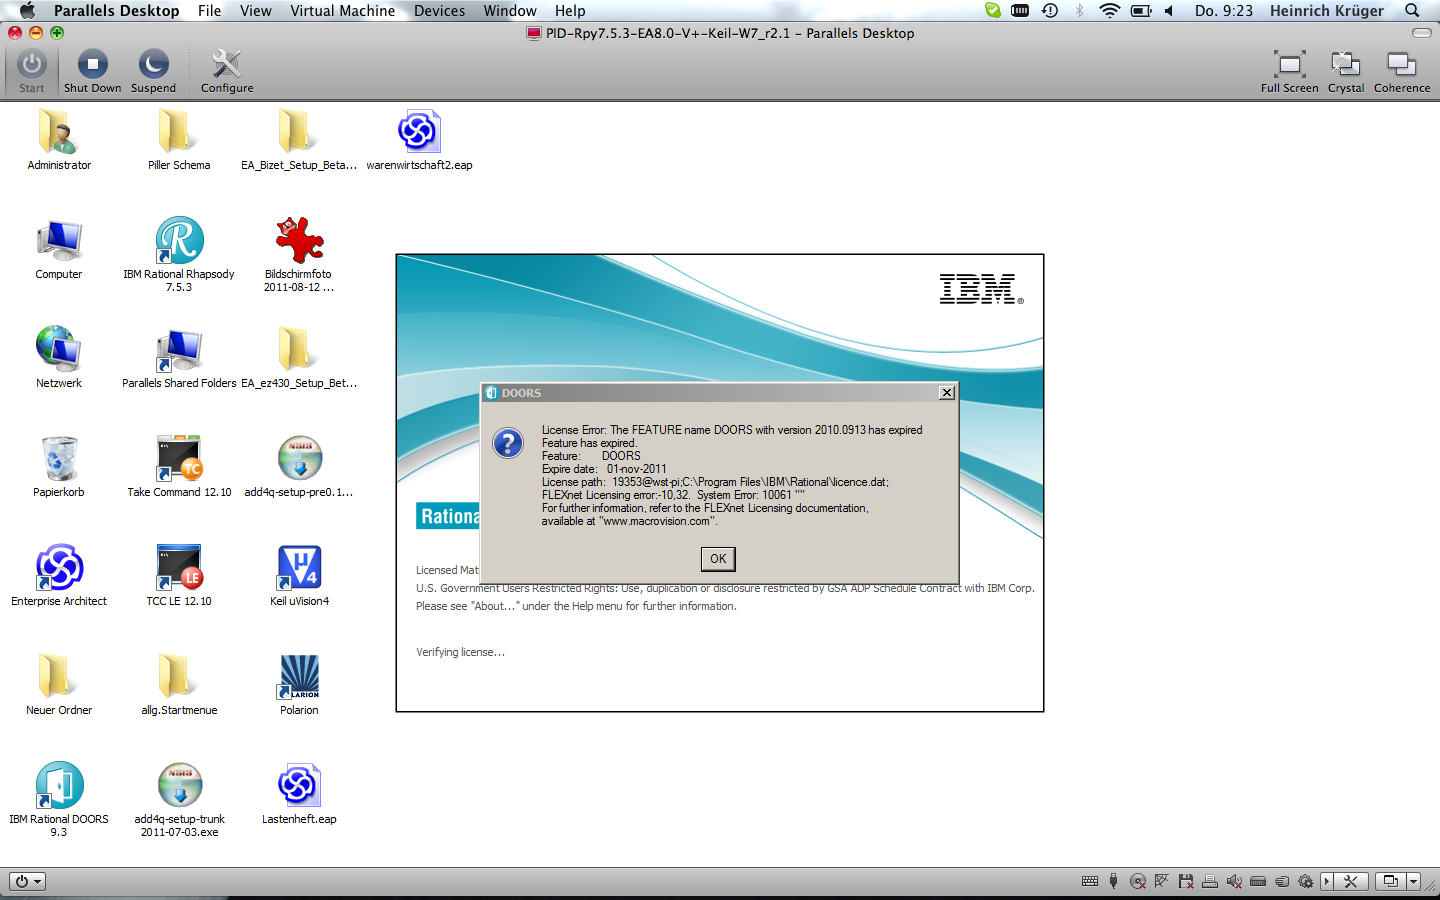 Parallels Desktop File View Virtual Machine Devices Window Help Do. 9:23 Heinrich Krüger
PID-Rpy7.5.3-EA8.0-V+-Keil-W7_r2.1 - Parallels Desktop
Start Shut Down Suspend Configure Full Screen Crystal Coherence
Administrator Piller Schema EA_Bizet_Setup_Beta... warenwirtschaft2.eap
Computer IBM Rational Rhapsody Bildschirmfoto
7.5.3 2011-08-12 ...
Netzwerk Parallels Shared Folders EA_ez430_Setup_Bet...
Papierkorb Take Command 12.10 add4q-setup-pre0.1...
Enterprise Architect TCC LE 12.10 Keil uVision4
Neuer Ordner allg.Startmenue Polarion
IBM Rational DOORS add4q-setup-trunk Lastenheft.eap
9.3 2011-07-03.exe
TC
LE
NSIS
NSIS
LARION
μ
V4
R
IBM®
DOORS
License Error: The FEATURE name DOORS with version 2010.0913 has expired
Feature has expired.
Feature: DOORS
Expire date: 01-nov-2011
License path: 19353@wst-pi;C:\Program Files\IBM\Rational\licence.dat;
FLEXnet Licensing error:-10,32. System Error: 10061 ""
For further information, refer to the FLEXnet Licensing documentation,
available at "www.macrovision.com".
OK
Rationa
Licensed Mat
U.S. Government Users Restricted Rights: Use, duplication or disclosure restricted by GSA ADP Schedule Contract with IBM Corp.
Please see "About..." under the Help menu for further information.
Verifying license...